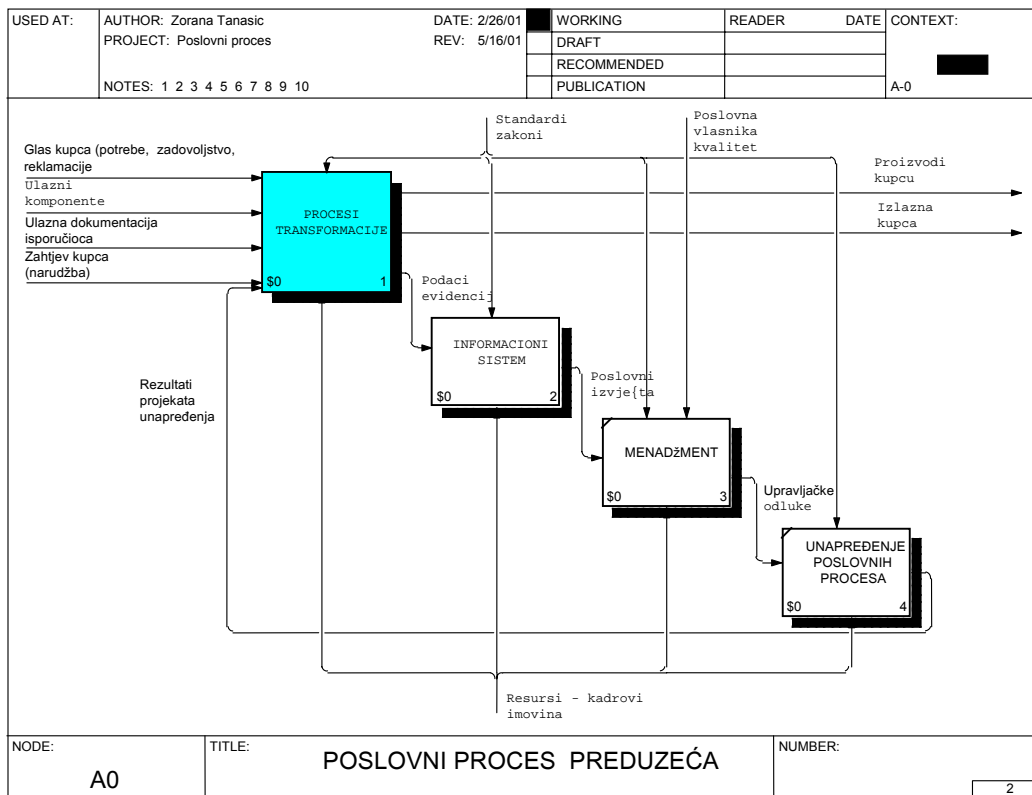 USED AT:
AUTHOR: Zorana Tanasic
DATE: 2/26/01
PROJECT: Poslovni proces
REV: 5/16/01
NOTES: 1 2 3 4 5 6 7 8 9 10
WORKING
DRAFT
RECOMMENDED
PUBLICATION
READER DATE
CONTEXT:
A-0
Standardi
zakoni
Poslovna
vlasnika
kvalitet
Glas kupca (potrebe, zadovoljstvo,
reklamacije
Ulazni
komponente
Ulazna dokumentacija
isporučioca
Zahtjev kupca
(narudžba)
Proizvodi
kupcu
Izlazna
kupca
PROCESI
TRANSFORMACIJE
$0 1
Podaci
evidencij
INFORMACIONI
SISTEM
$0 2
Poslovni
izvje{ta
Rezultati
projekata
unapređenja
MENADžMENT
$0 3
Upravljačke
odluke
UNAPREĐENJE
POSLOVNIH
PROCESA
$0 4
Resursi - kadrovi
imovina
NODE:
A0
TITLE:
POSLOVNI PROCES PREDUZEĆA
NUMBER:
2